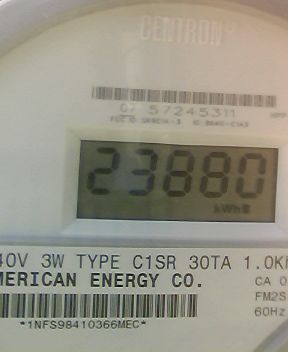 CENTRON®
07 57245311
23880
kWh
40V 3W TYPE C1SR 30TA 1.0K
MERICAN ENERGY CO.
CA 0
FM2S
60Hz
*1NFS98410366MEC*